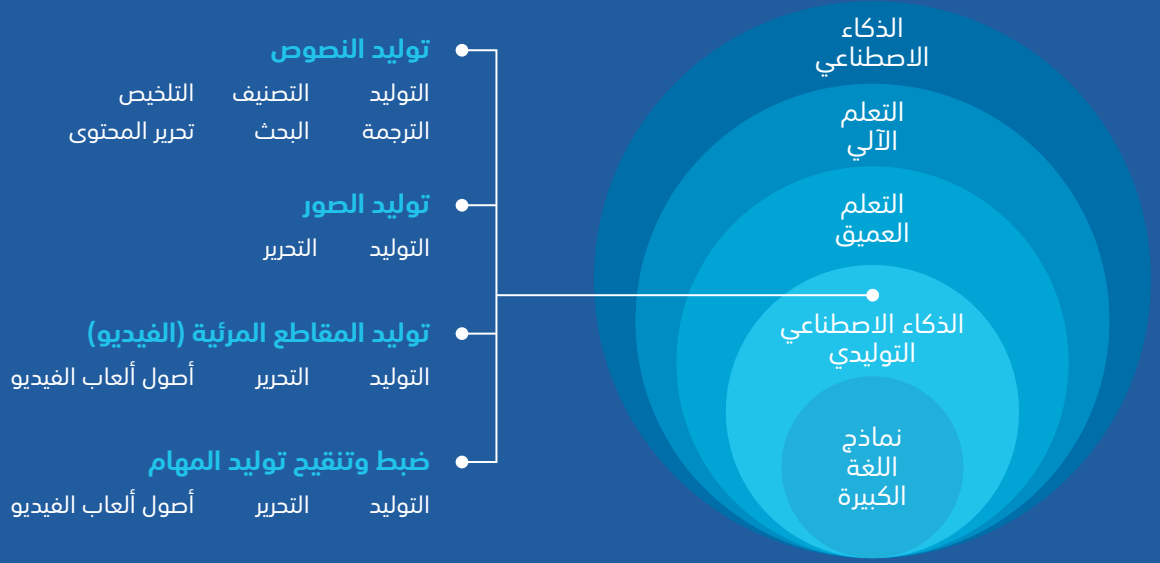 الذكاء
الاصطناعي
التعلم
الآلي
التعلم
العميق
الذكاء الاصطناعي
التوليدي
نماذج
اللغة
الكبيرة
توليد النصوص
التوليد التصنيف التلخيص
الترجمة البحث تحرير المحتوى
توليد الصور
التوليد التحرير
توليد المقاطع المرئية (الفيديو)
التوليد التحرير أصول ألعاب الفيديو
ضبط وتنقيح توليد المهام
التوليد التحرير أصول ألعاب الفيديو